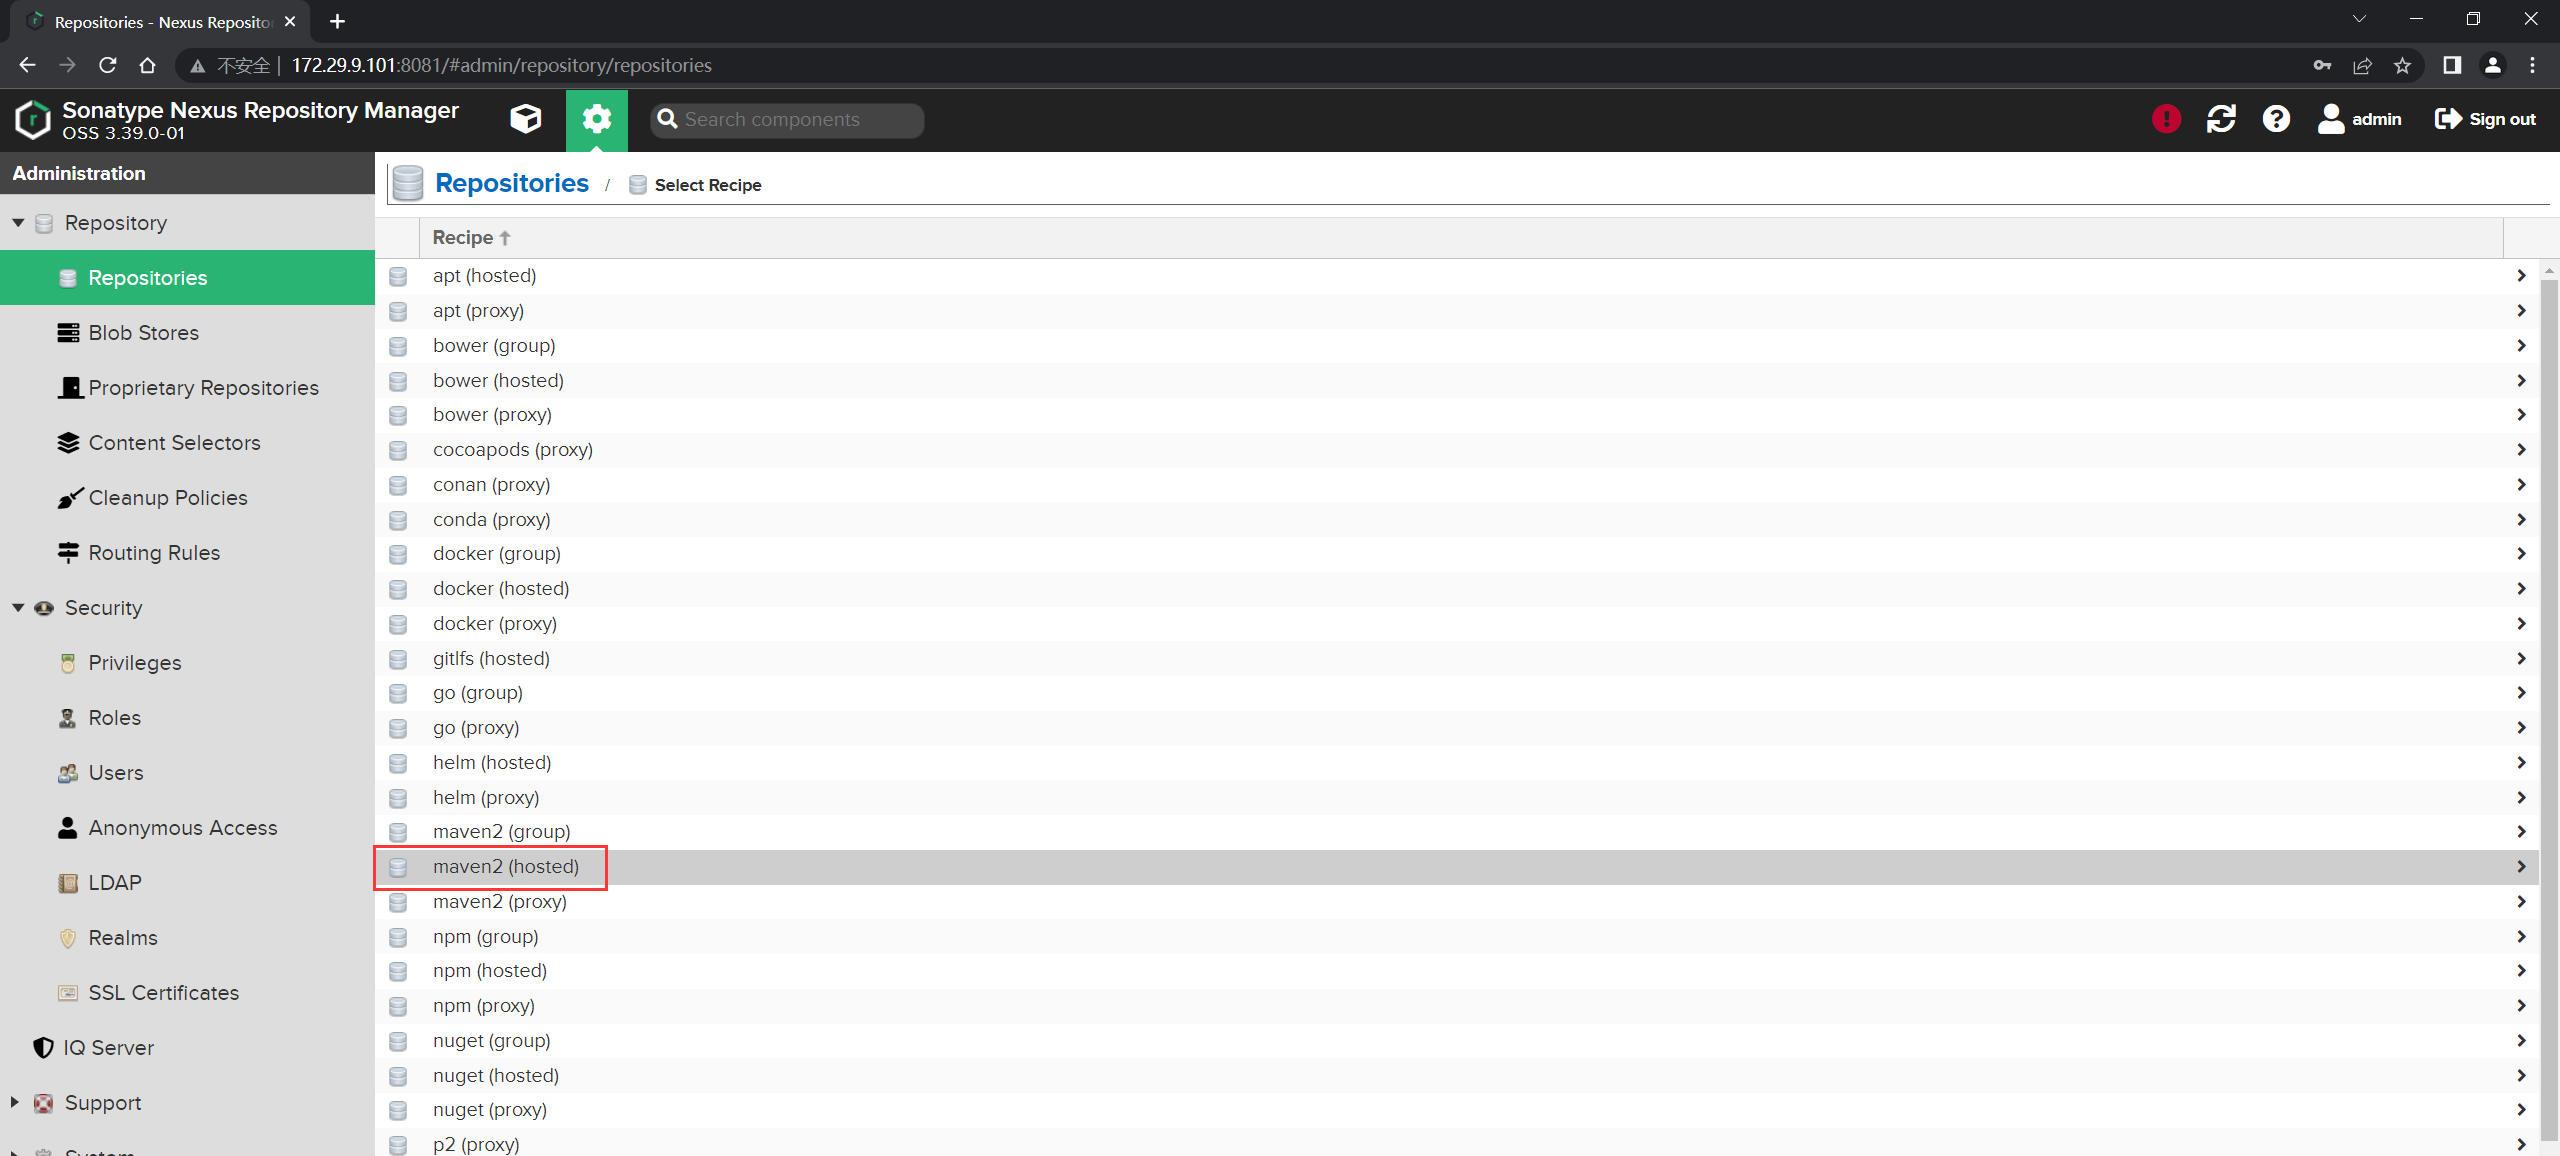 Repositories - Nexus Reposito
不安全 | 172.29.9.101:8081/#admin/repository/repositories
Sonatype Nexus Repository Manager
OSS 3.39.0-01
Search components
admin
Sign out
Administration
Repository
Repositories
Blob Stores
Proprietary Repositories
Content Selectors
Cleanup Policies
Routing Rules
Security
Privileges
Roles
Users
Anonymous Access
LDAP
Realms
SSL Certificates
IQ Server
Support
System
Repositories / Select Recipe
Recipe
apt (hosted)
apt (proxy)
bower (group)
bower (hosted)
bower (proxy)
cocoapods (proxy)
conan (proxy)
conda (proxy)
docker (group)
docker (hosted)
docker (proxy)
gitlfs (hosted)
go (group)
go (proxy)
helm (hosted)
helm (proxy)
maven2 (group)
maven2 (hosted)
maven2 (proxy)
npm (group)
npm (hosted)
npm (proxy)
nuget (group)
nuget (hosted)
nuget (proxy)
p2 (proxy)